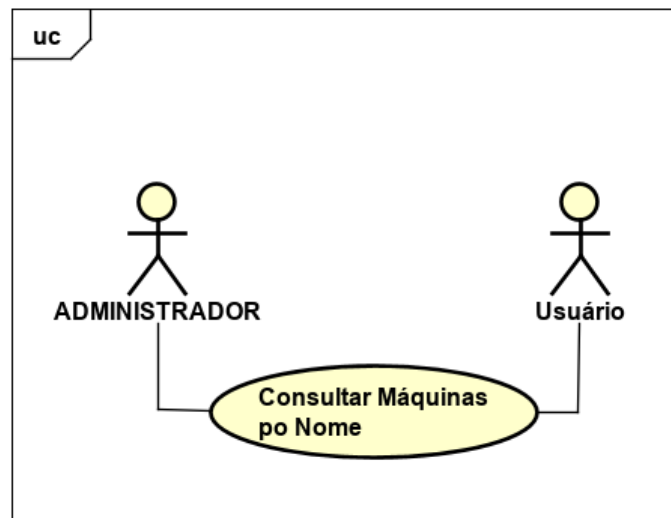 uc
ADMINISTRADOR
Usuário
Consultar Máquinas
po Nome